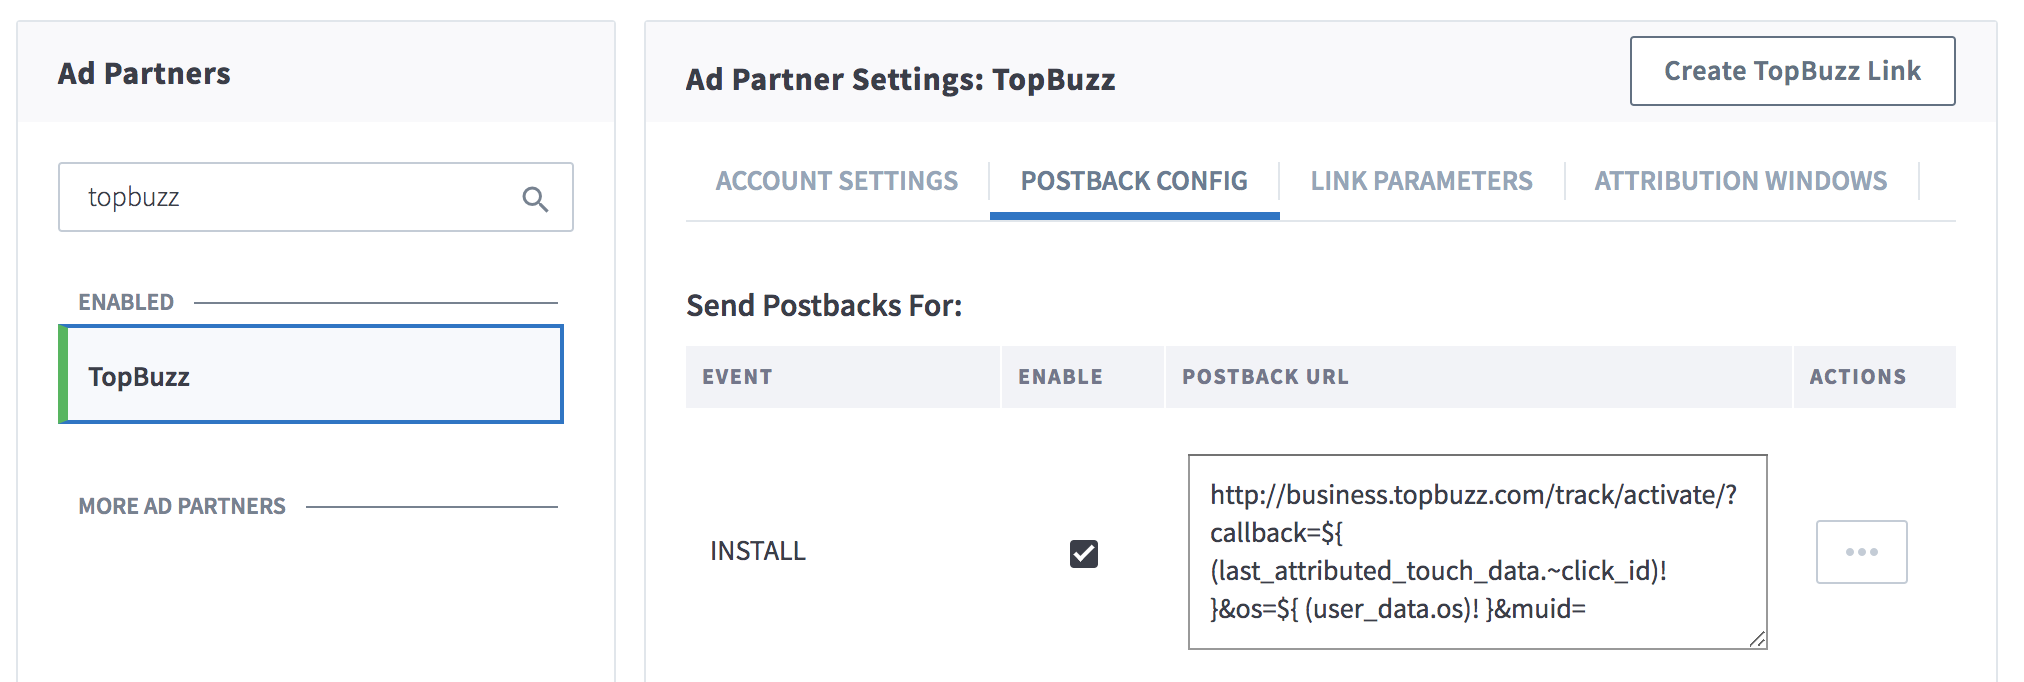 Ad Partners
topbuzz
ENABLED
TopBuzz
MORE AD PARTNERS
Ad Partner Settings: TopBuzz
Create TopBuzz Link
ACCOUNT SETTINGS
POSTBACK CONFIG
LINK PARAMETERS
ATTRIBUTION WINDOWS
Send Postbacks For:
EVENT
ENABLE
POSTBACK URL
ACTIONS
INSTALL
http://business.topbuzz.com/track/activate/?
callback=${
(last_attributed_touch_data.~click_id)!
}&os=${ (user_data.os)! }&muid=